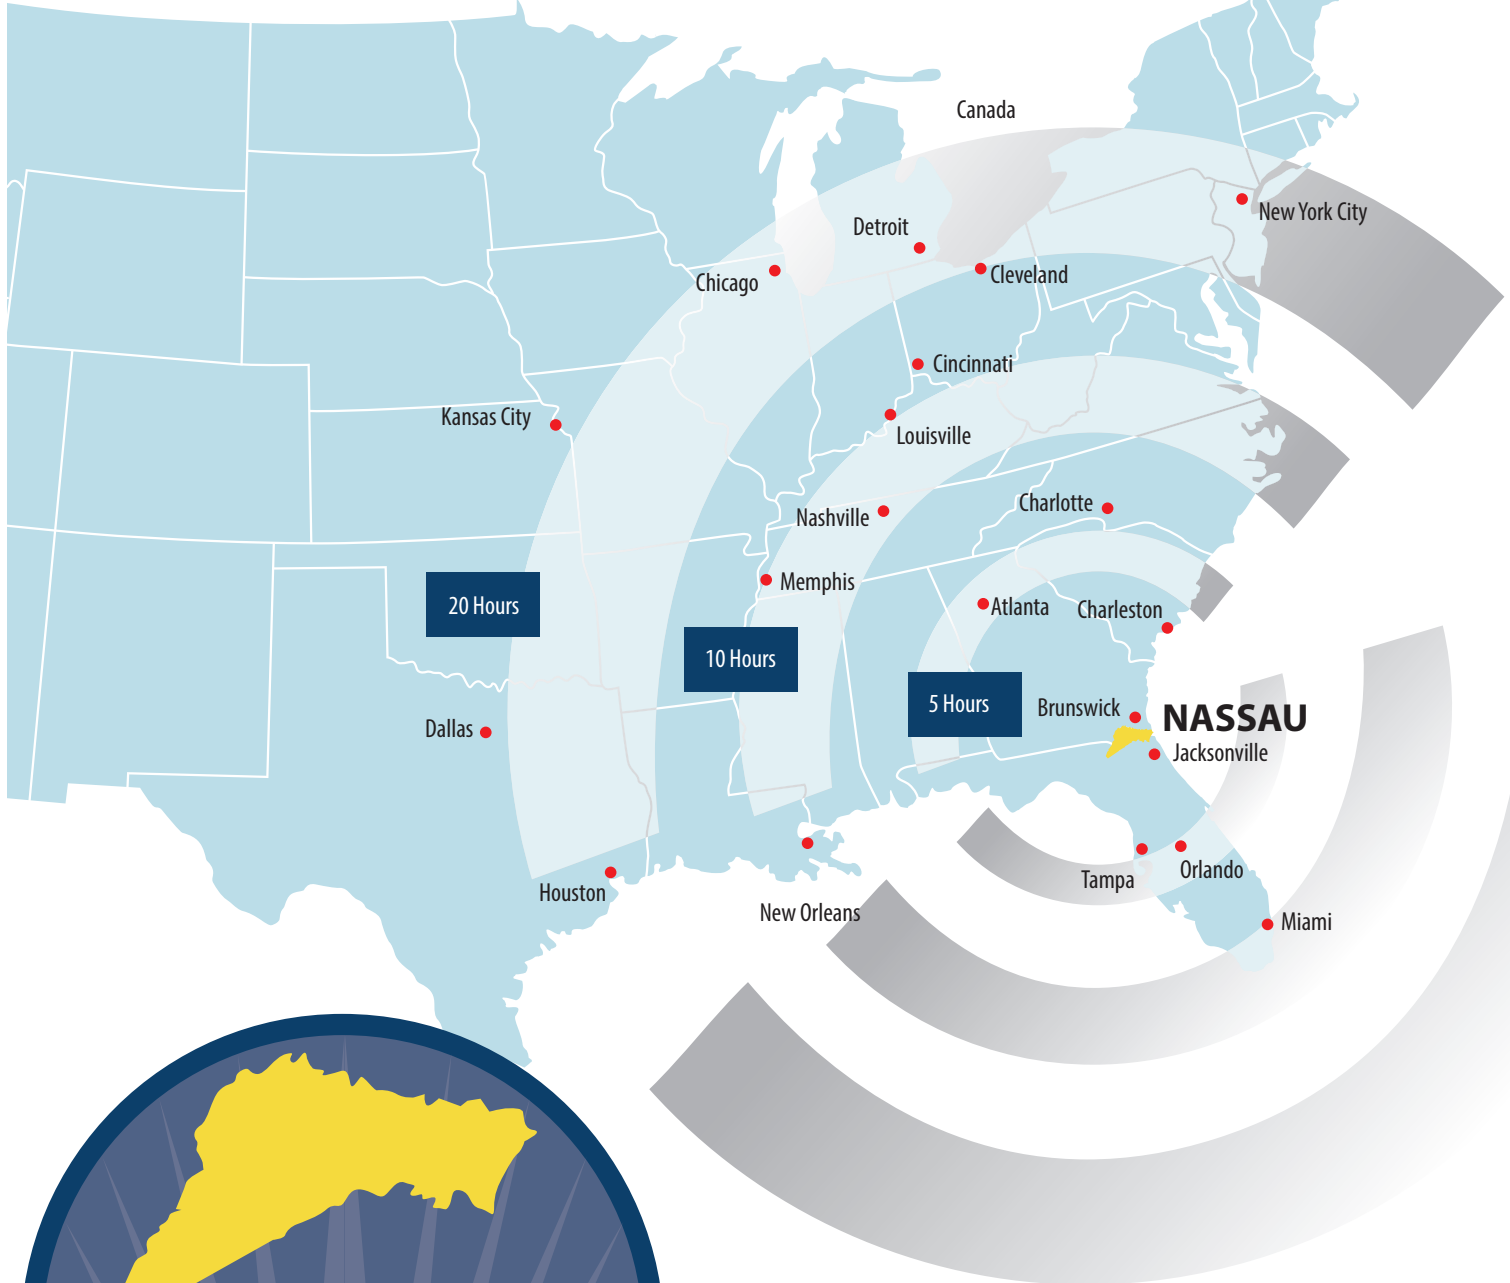 Canada
New York City
Detroit
Cleveland
Chicago
Cincinnati
Kansas City
Louisville
Charlotte
Nashville
Memphis
20 Hours
Atlanta
Charleston
10 Hours
5 Hours
Brunswick
NASSAU
Dallas
Jacksonville
Orlando
Tampa
Houston
New Orleans
Miami